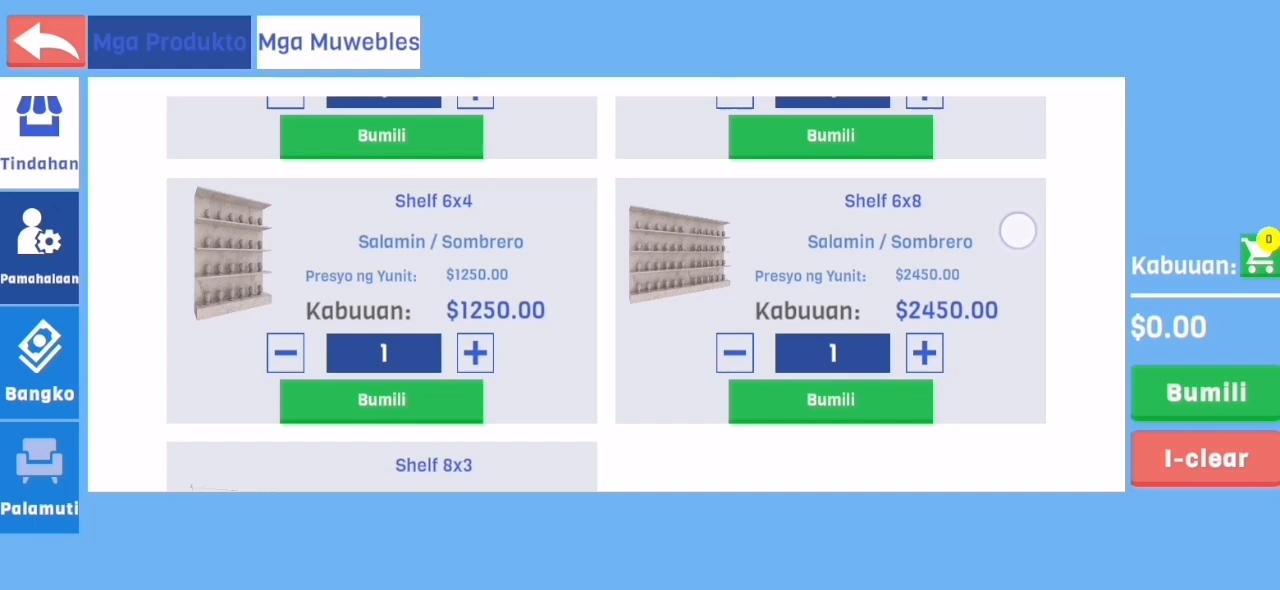 Mga Produkto
Mga Muwebles
Tindahan
Pamahalaan
Bangko
Palamuti
Bumili
Bumili
Shelf 6x4
Salamin / Sombrero
Presyo ng Yunit: $1250.00
Kabuuan: $1250.00
1
Bumili
Shelf 6x8
Salamin / Sombrero
Presyo ng Yunit: $2450.00
Kabuuan: $2450.00
1
Bumili
Shelf 8x3
0
Kabuuan:
$0.00
Bumili
I-clear